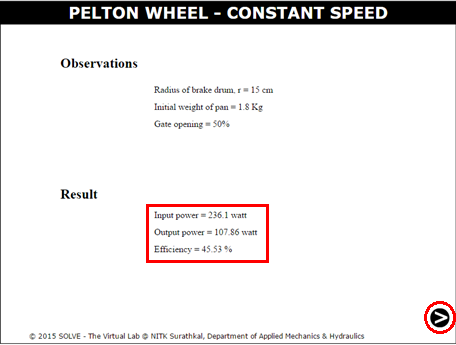 PELTON WHEEL - CONSTANT SPEED
Observations
Radius of brake drum, r = 15 cm
Initial weight of pan = 1.8 Kg
Gate opening = 50%
Result
Input power = 236.1 watt
Output power = 107.86 watt
Efficiency = 45.53 %
© 2015 SOLVE - The Virtual Lab @ NITK Surathkal, Department of Applied Mechanics & Hydraulics